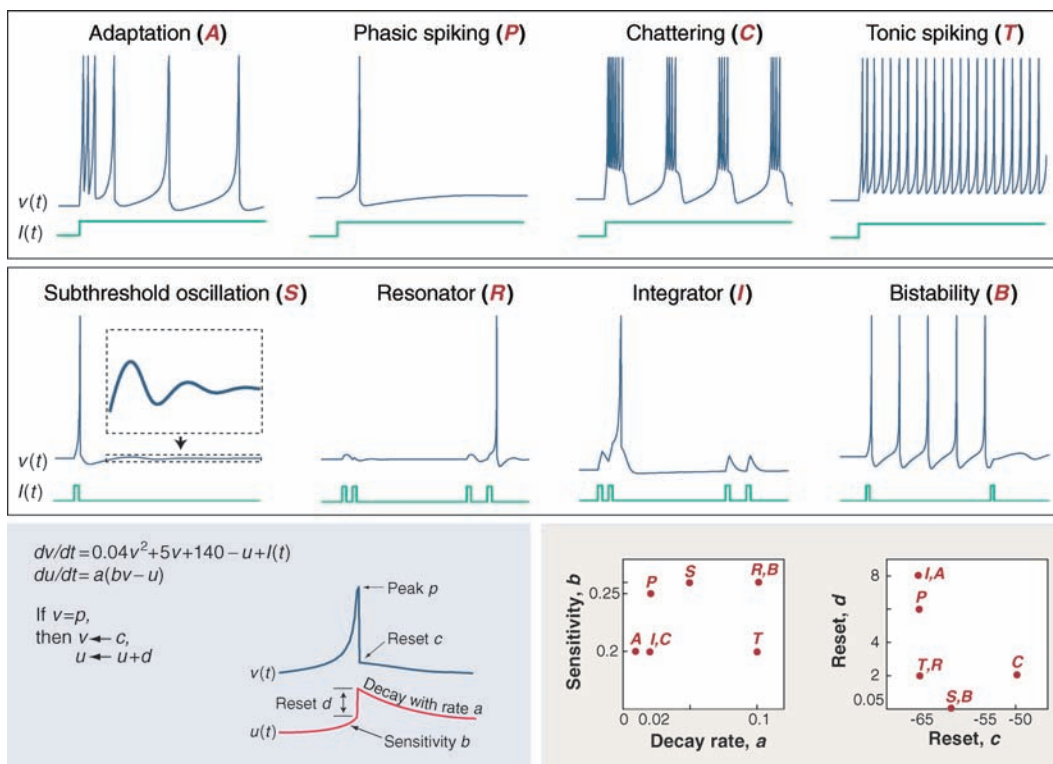 Adaptation (A)
Phasic spiking (P)
Chattering (C)
Tonic spiking (T)
v(t)
I(t)
Subthreshold oscillation (S)
Resonator (R)
Integrator (I)
Bistability (B)
v(t)
I(t)
dv/dt=0.04v²+5v+140–u+I(t)
du/dt=a(bv–u)
If v=p,
then v←c,
u←u+d
Peak p
Reset c
v(t)
Reset d
Decay with rate a
u(t)
Sensitivity b
Sensitivity, b
0.25
0.2
P
S
R,B
A
I,C
T
0
0.02
0.1
Decay rate, a
Reset, d
8
4
2
0.05
I,A
P
T,R
C
S,B
-65
-55
-50
Reset, c